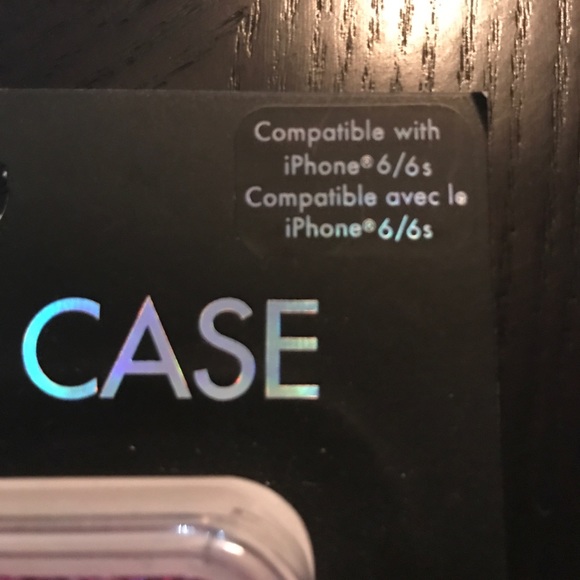 Compatible with
iPhone® 6/6s
Compatible avec le
iPhone® 6/6s
CASE